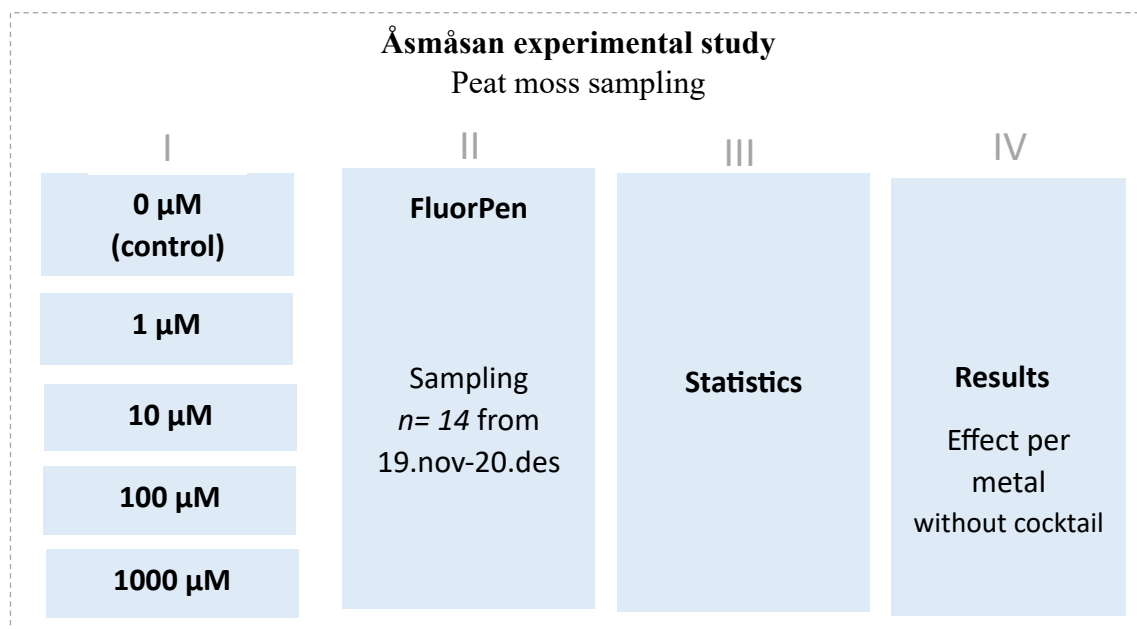 Åsmåsan experimental study
Peat moss sampling
I
0 µM
(control)
1 µM
10 µM
100 µM
1000 µM
II
FluorPen
Sampling
n= 14 from
19.nov-20.des
III
Statistics
IV
Results
Effect per
metal
without cocktail